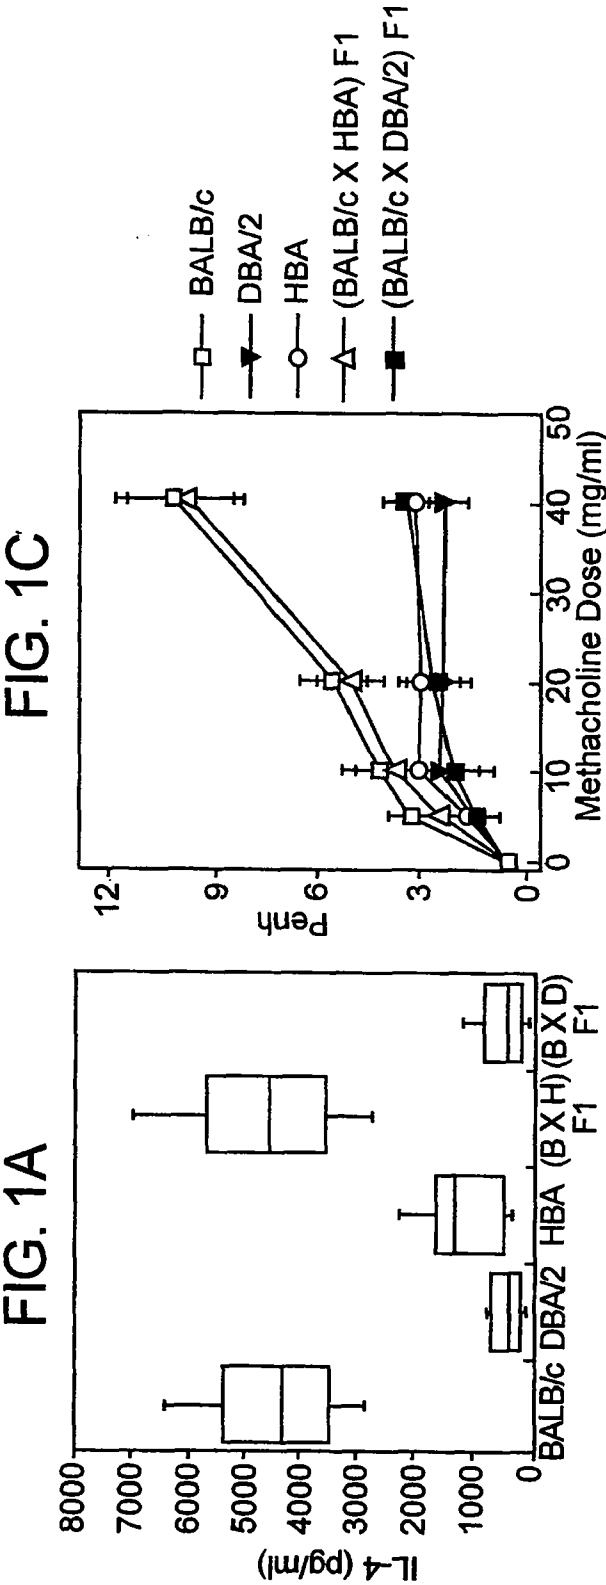 FIG. 1A
IL-4 (pg/ml)
8000
7000
6000
5000
4000
3000
2000
1000
0
BALB/c DBA/2 HBA (B X H) (B X D)
F1 F1
FIG. 1C
Penh
12
9
6
3
0
0 10 20 30 40 50
Methacholine Dose (mg/ml)
BALB/c
DBA/2
HBA
(BALB/c X HBA) F1
(BALB/c X DBA/2) F1